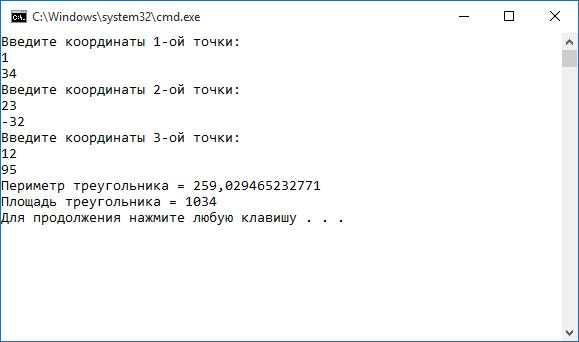 C:\Windows\system32\cmd.exe
Введите координаты 1-ой точки:
1
34
Введите координаты 2-ой точки:
23
-32
Введите координаты 3-ой точки:
12
95
Периметр треугольника = 259,029465232771
Площадь треугольника = 1034
Для продолжения нажмите любую клавишу . . .